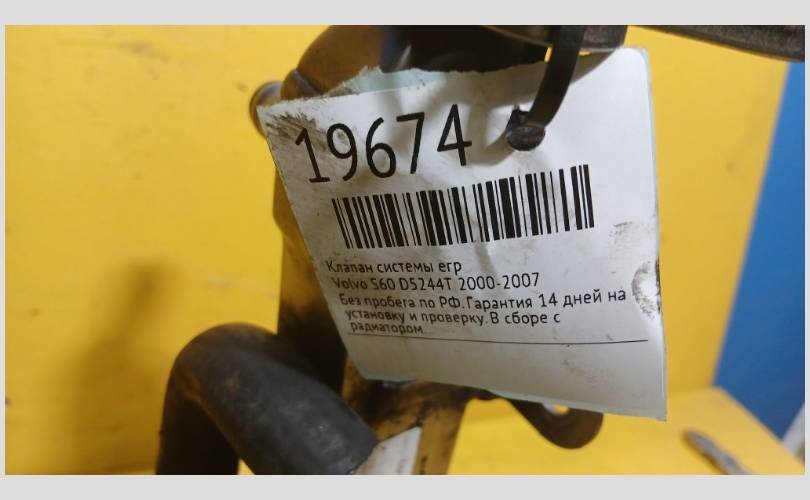 19674
Клапан системы егр
Volvo S60 D5244T 2000-2007
Без пробега по РФ. Гарантия 14 дней на
установку и проверку. В сборе с
радиатором